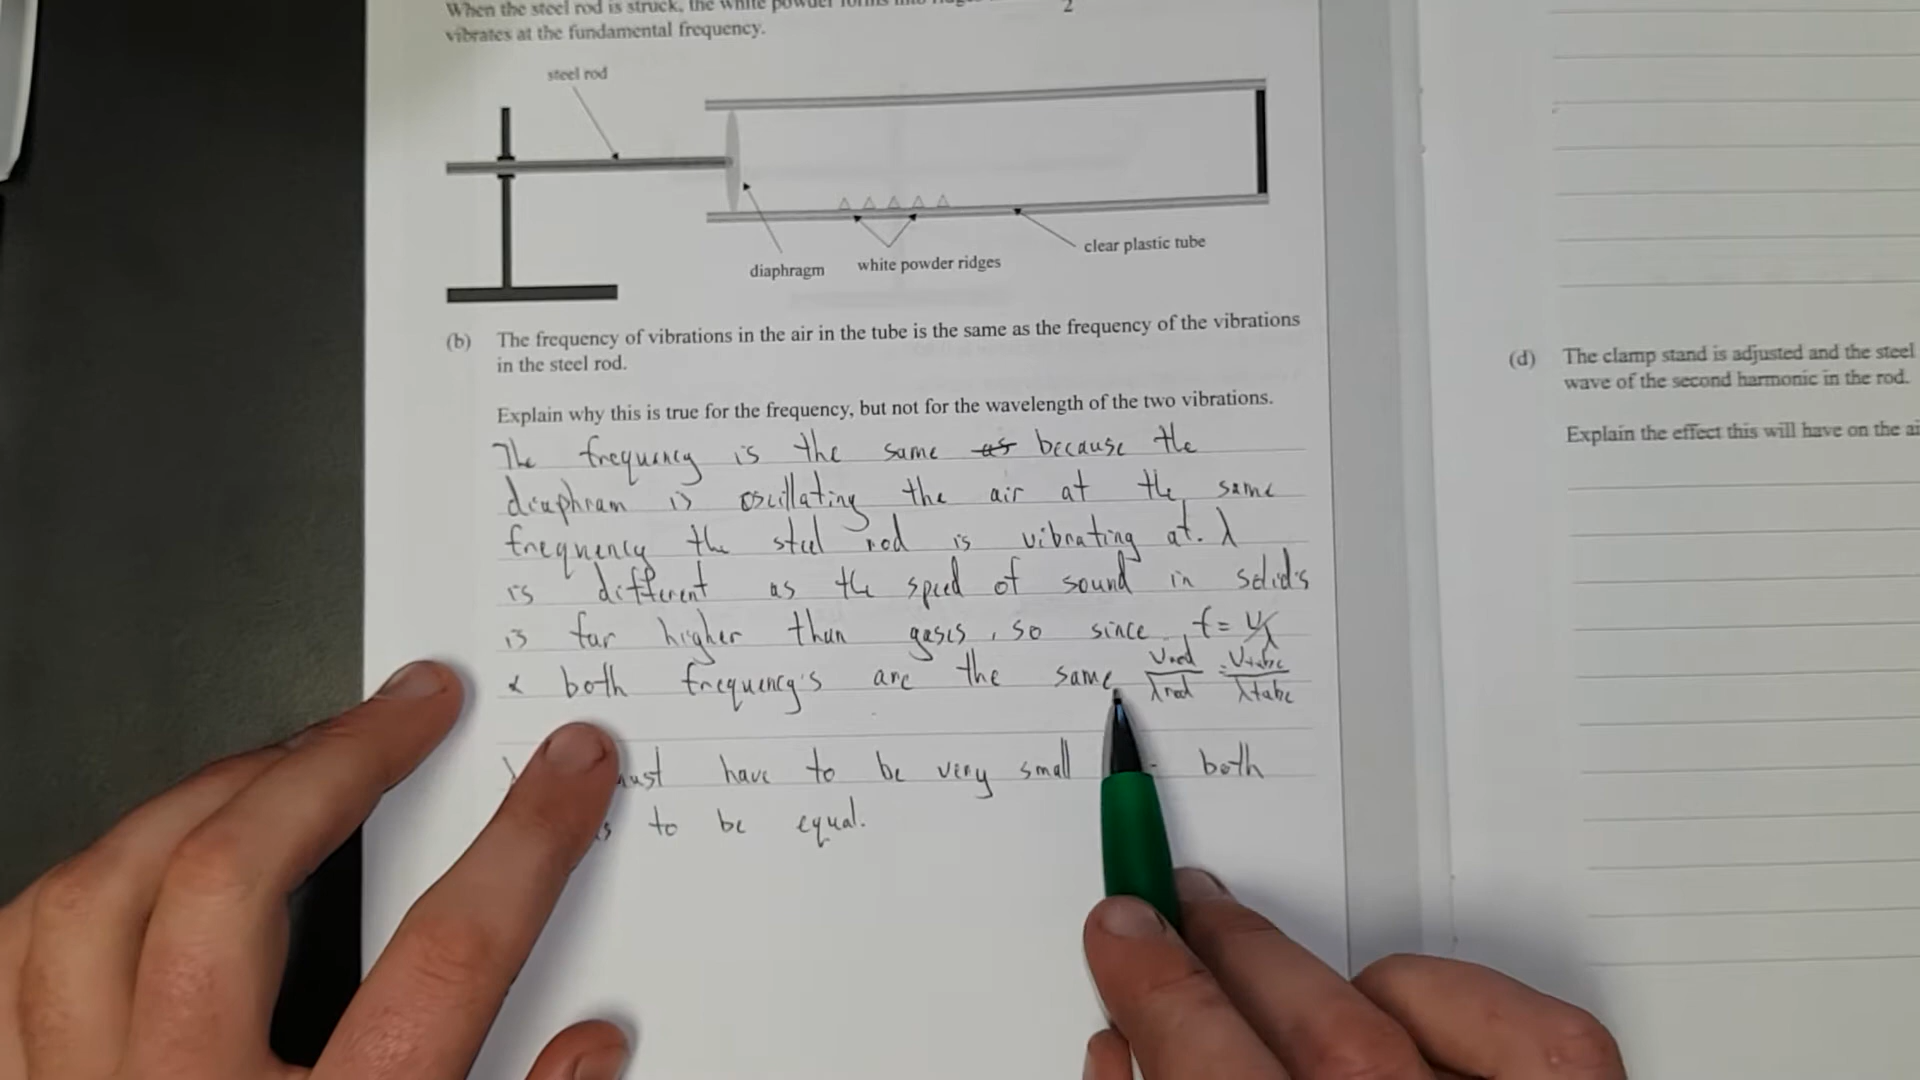 When the steel rod is struck, the white powder forms into ridges
2
vibrates at the fundamental frequency.
steel rod
clear plastic tube
diaphragm
white powder ridges
(b) The frequency of vibrations in the air in the tube is the same as the frequency of the vibrations
in the steel rod.
Explain why this is true for the frequency, but not for the wavelength of the two vibrations.
The frequency is the same as because the
diaphram is oscillating the air at the same
frequency the steel rod is vibrating at. λ
is different as the speed of sound in solids
is far higher than gases, so since f = v/λ
& both frequency's are the same Vrod/λrod = Vtube/λtube
must have to be very small both
to be equal.
(d) The clamp stand is adjusted and the steel
wave of the second harmonic in the rod.
Explain the effect this will have on the